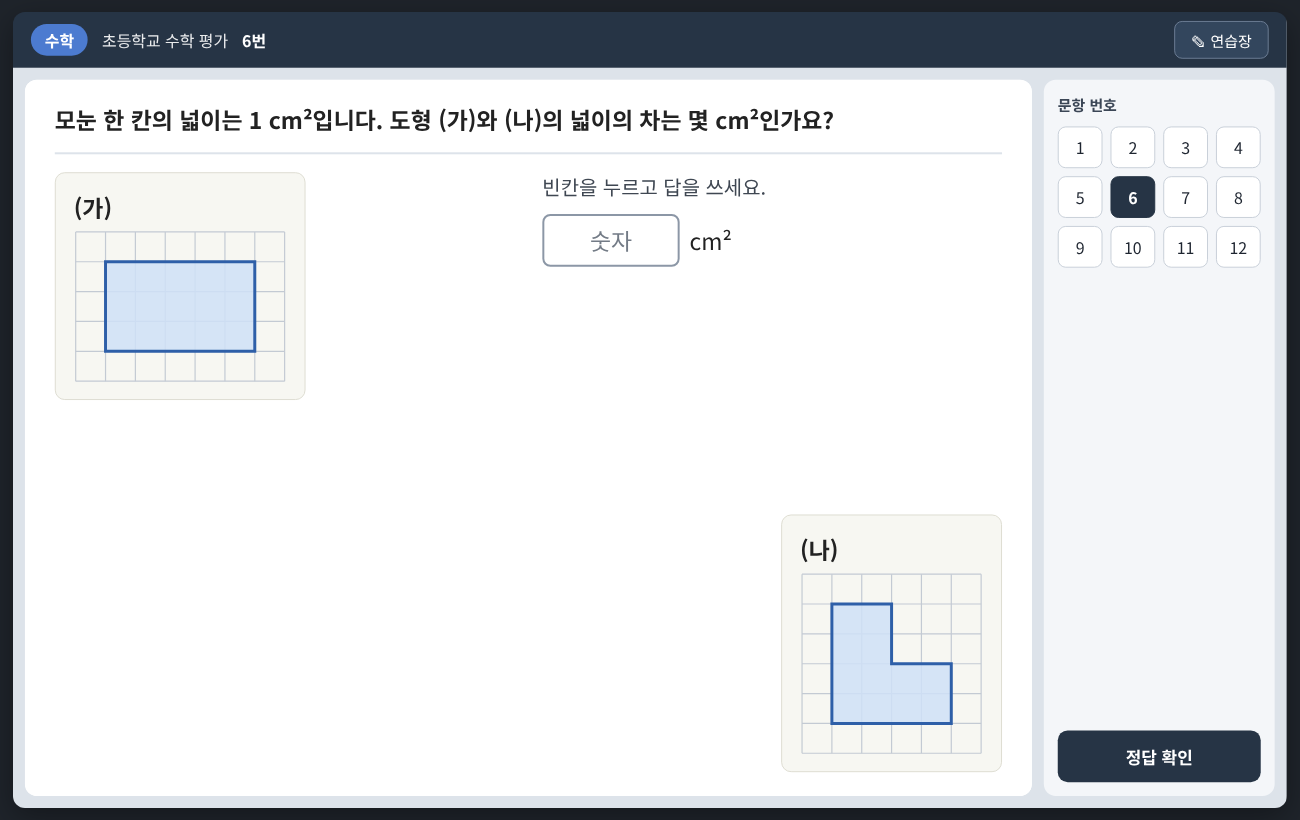 수학 초등학교 수학 평가 6번
✎ 연습장
모눈 한 칸의 넓이는 1 cm²입니다. 도형 (가)와 (나)의 넓이의 차는 몇 cm²인가요?
(가)
빈칸을 누르고 답을 쓰세요.
숫자 cm²
(나)
문항 번호
1 2 3 4
5 6 7 8
9 10 11 12
정답 확인